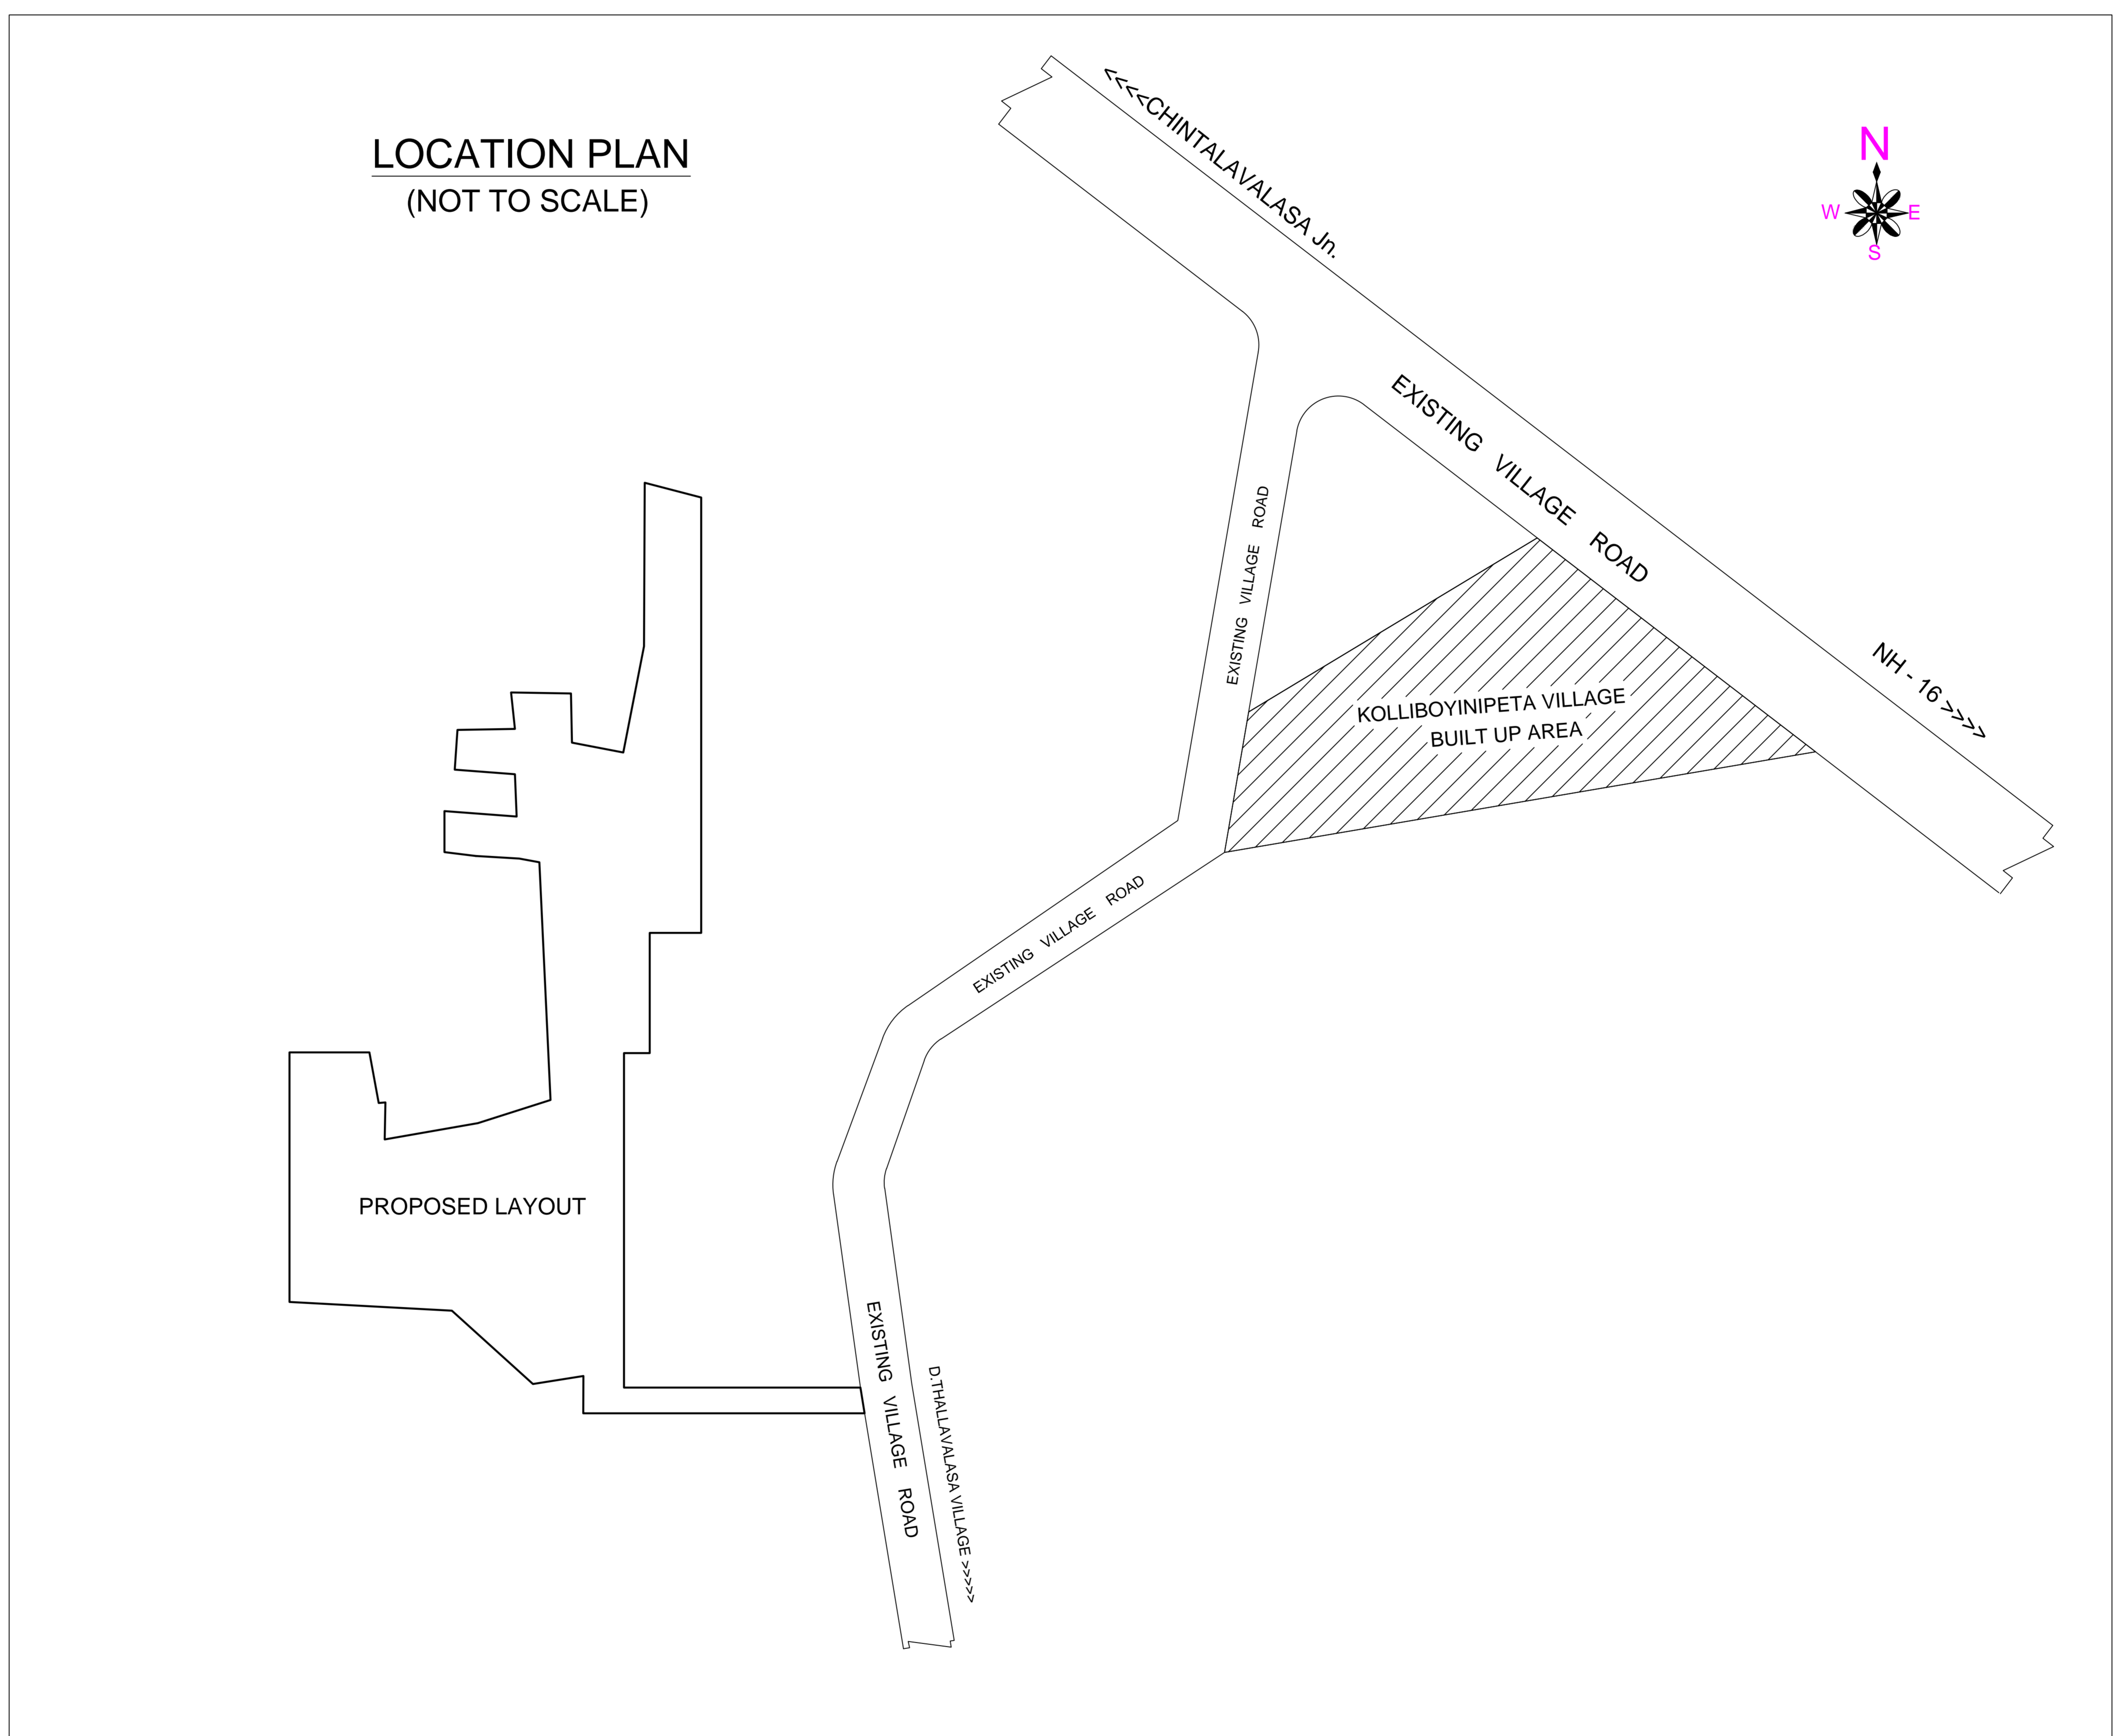 LOCATION PLAN
(NOT TO SCALE)
<<<<CHINTALAVALASA Jn.
N
W
E
S
EXISTING VILLAGE ROAD
NH - 16 >>>>
EXISTING VILLAGE ROAD
KOLLIBOYINIPETA VILLAGE
BUILT UP AREA
EXISTING VILLAGE ROAD
PROPOSED LAYOUT
EXISTING VILLAGE ROAD
D.THALLAVALASA VILLAGE >>>>>